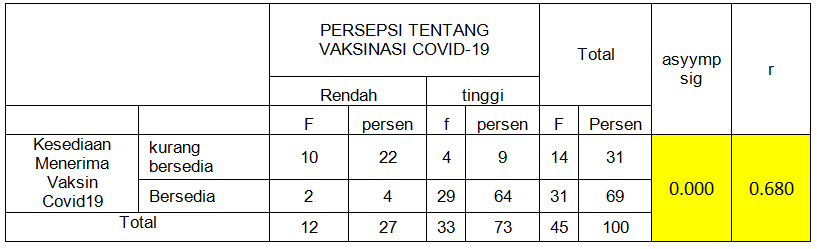 PERSEPSI TENTANG
VAKSINASI COVID-19
Total
asyymp
sig
r
Rendah
tinggi
F
persen
f
persen
F
Persen
Kesediaan
Menerima
Vaksin
Covid19
kurang
bersedia
10
22
4
9
14
31
0.000
0.680
Bersedia
2
4
29
64
31
69
Total
12
27
33
73
45
100